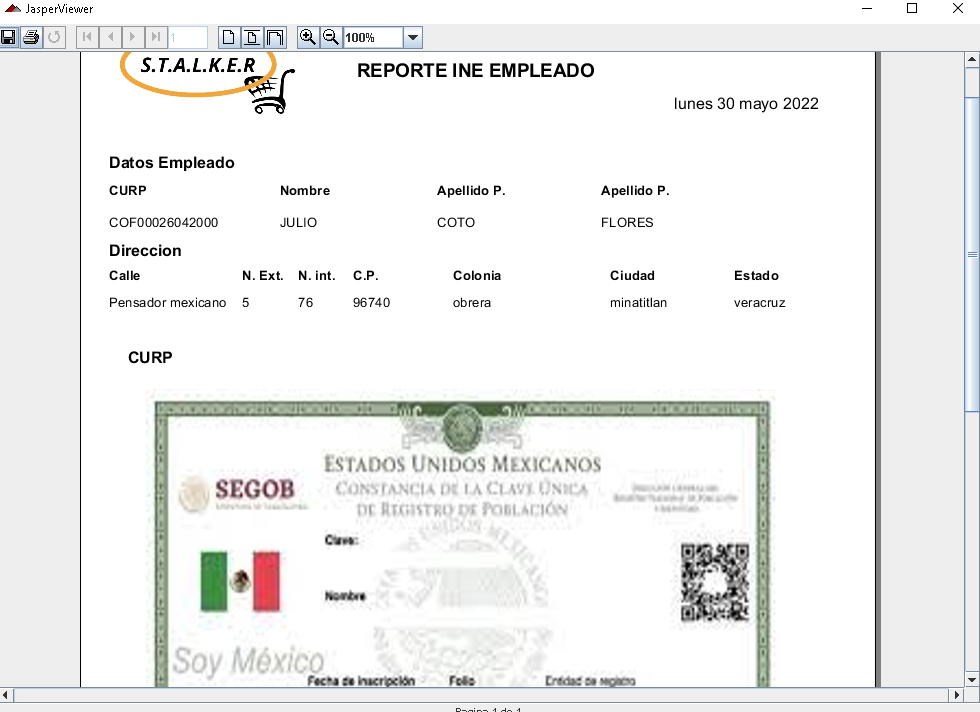 JasperViewer
1
100%
S.T.A.L.K.E.R
REPORTE INE EMPLEADO
lunes 30 mayo 2022
Datos Empleado
CURP Nombre Apellido P. Apellido P.
COF00026042000 JULIO COTO FLORES
Direccion
Calle N. Ext. N. int. C.P. Colonia Ciudad Estado
Pensador mexicano 5 76 96740 obrera minatitlan veracruz
CURP
ESTADOS UNIDOS MEXICANOS
SEGOB
CONSTANCIA DE LA CLAVE ÚNICA
DE REGISTRO DE POBLACIÓN
Clave:
Nombre
Soy México
Fecha de inscripción Folio Entidad de registro
Pagina 1 de 1